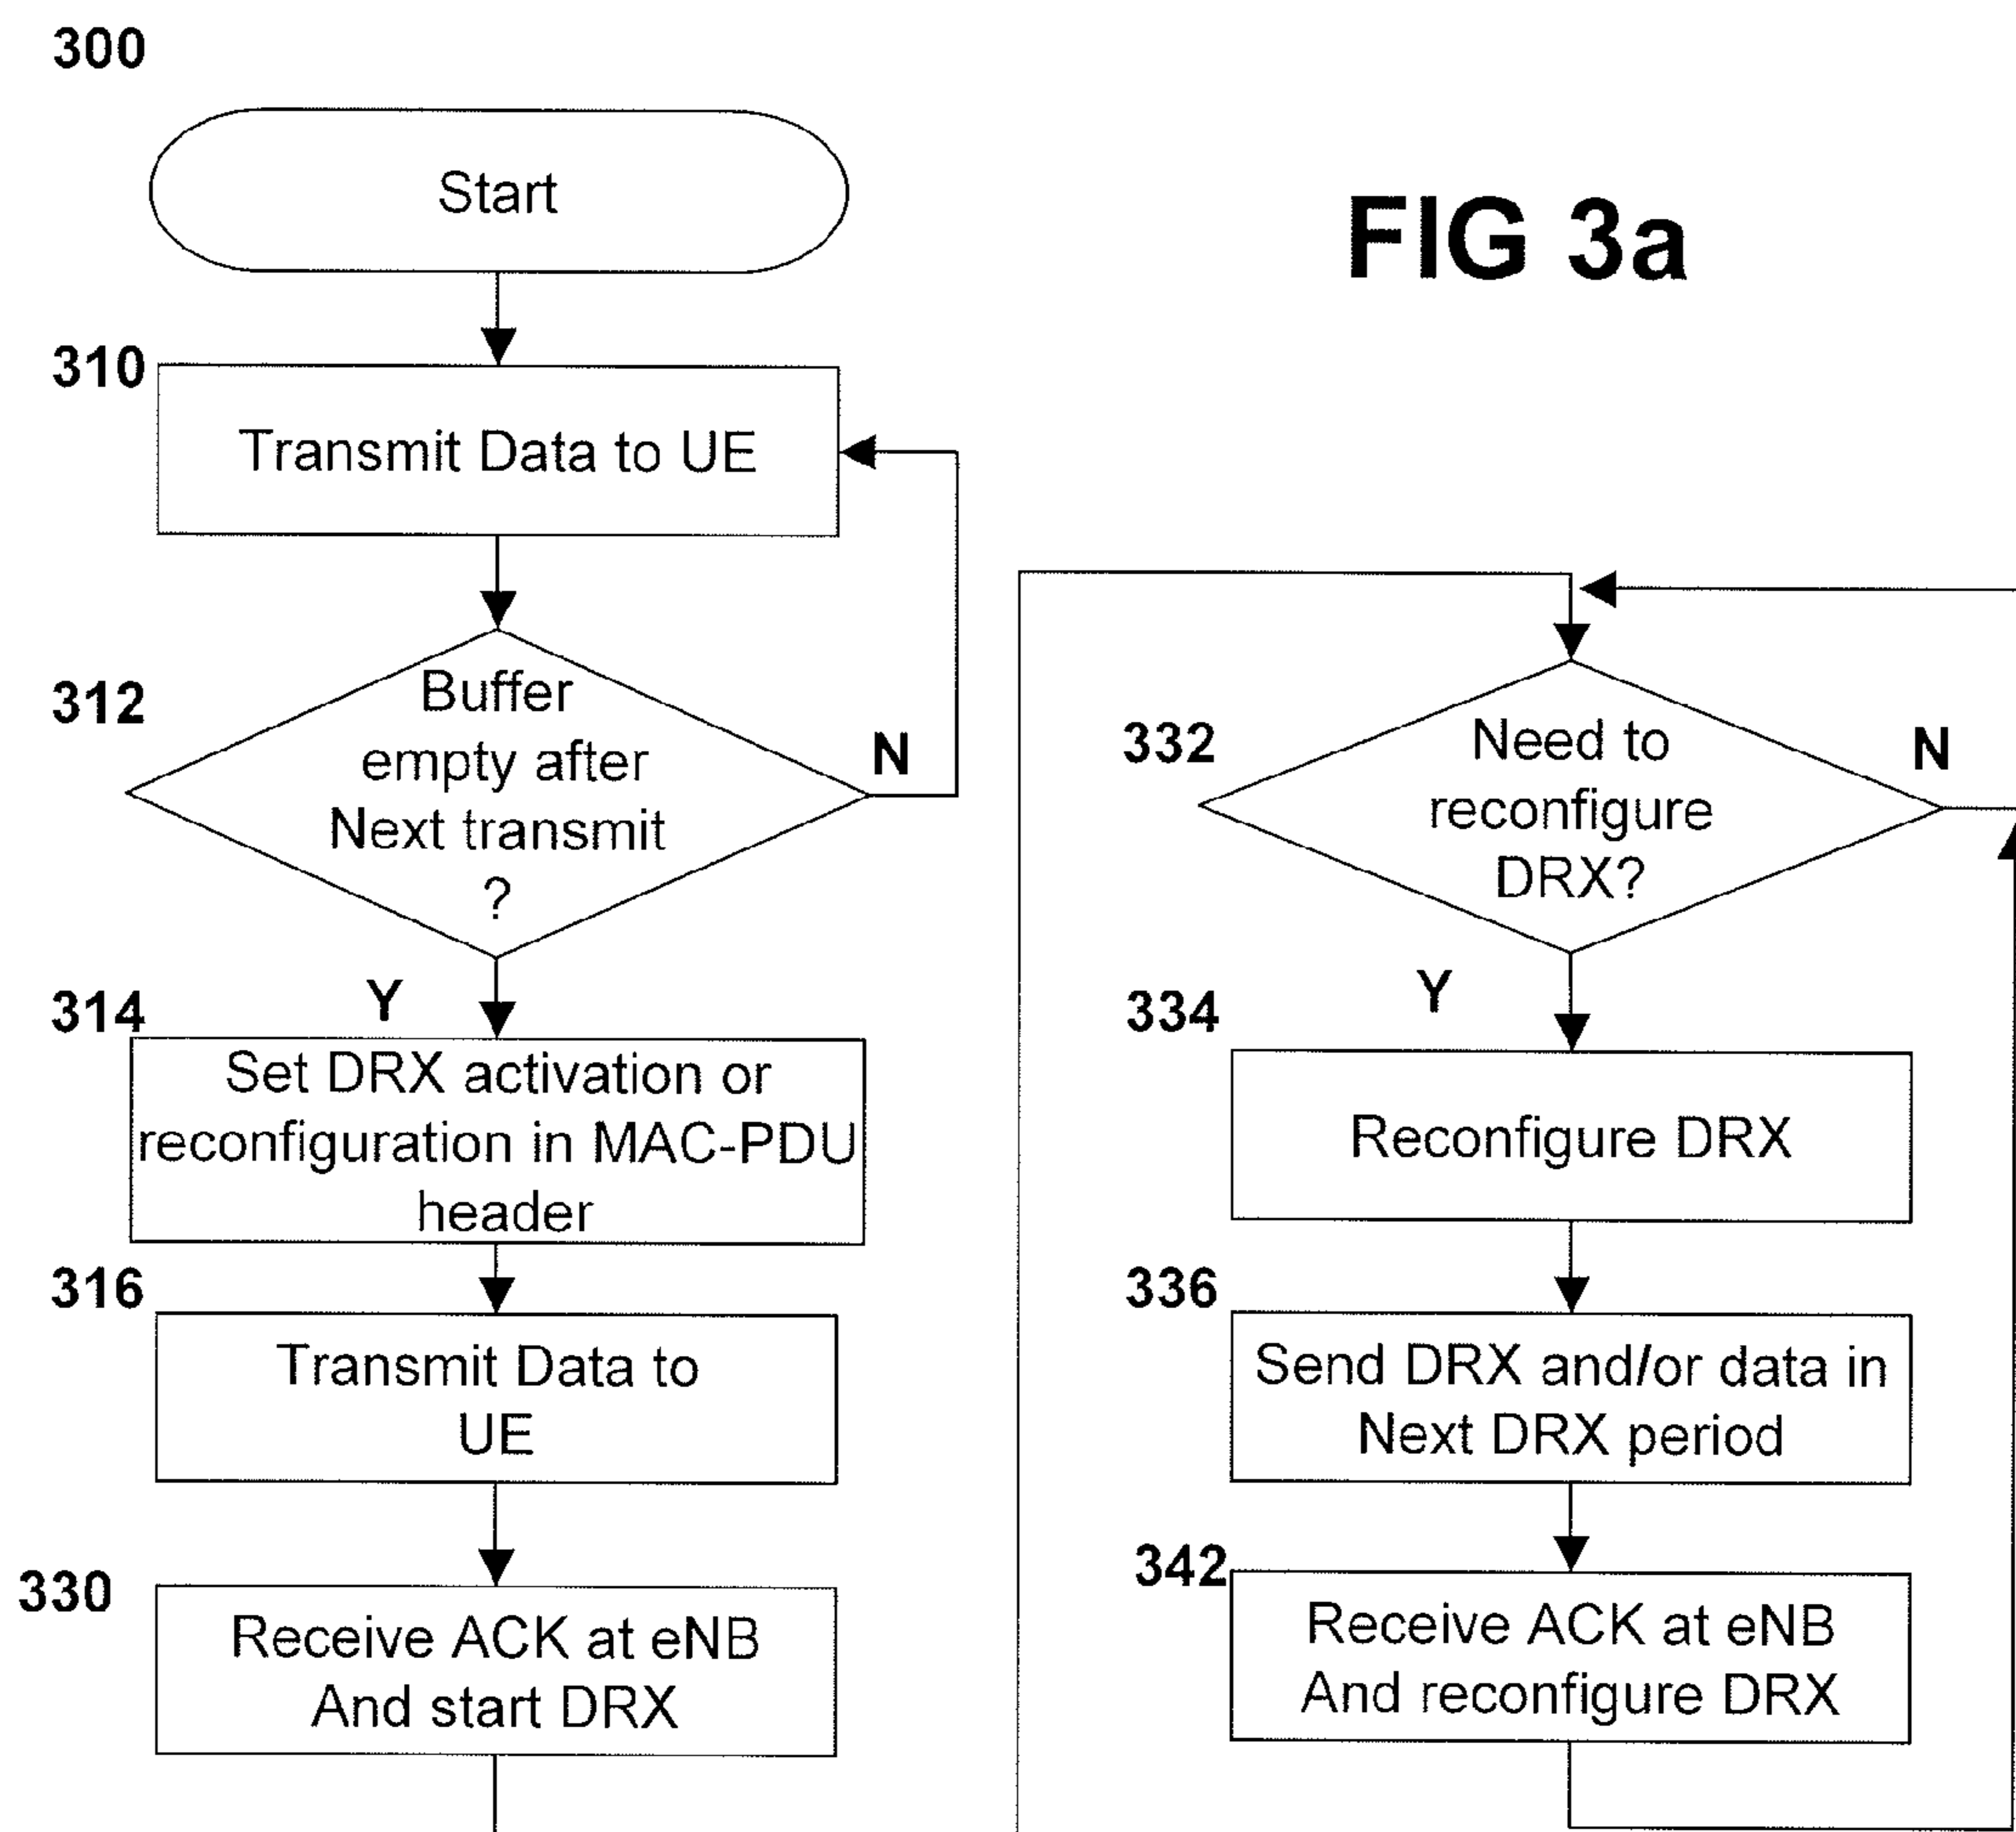 300
Start
FIG 3a
310
Transmit Data to UE
312
Buffer
empty after
Next transmit
?
N
Y
314
Set DRX activation or
reconfiguration in MAC-PDU
header
316
Transmit Data to
UE
330
Receive ACK at eNB
And start DRX
332
Need to
reconfigure
DRX?
N
Y
334
Reconfigure DRX
336
Send DRX and/or data in
Next DRX period
342
Receive ACK at eNB
And reconfigure DRX